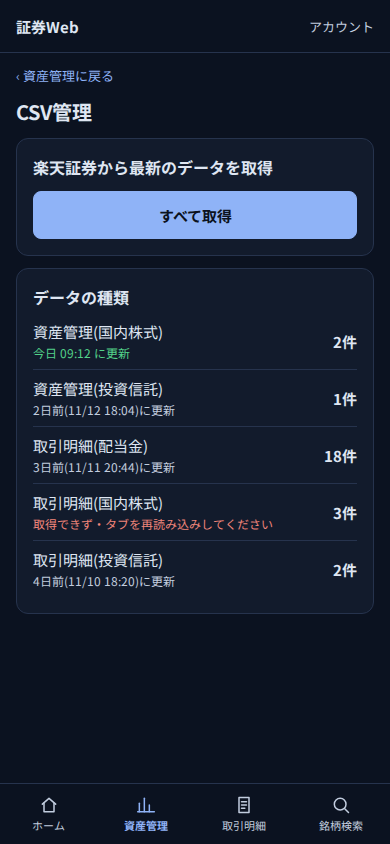 証券Web
アカウント
‹ 資産管理に戻る
CSV管理
楽天証券から最新のデータを取得
すべて取得
データの種類
資産管理(国内株式)
今日 09:12 に更新
2件
資産管理(投資信託)
2日前(11/12 18:04)に更新
1件
取引明細(配当金)
3日前(11/11 20:44)に更新
18件
取引明細(国内株式)
取得できず・タブを再読み込みしてください
3件
取引明細(投資信託)
4日前(11/10 18:20)に更新
2件
ホーム
資産管理
取引明細
銘柄検索